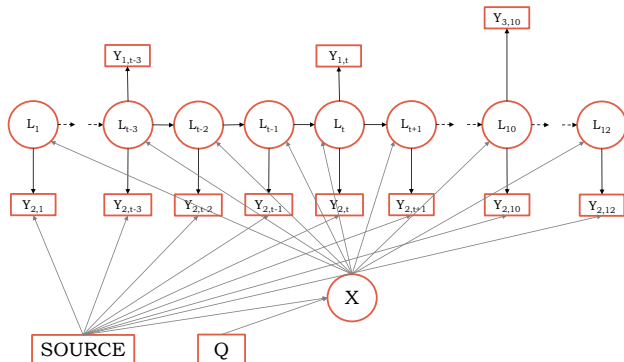 Y3,10
Y1,t-3 Y1,t
L1 Lt-3 Lt-2 Lt-1 Lt Lt+1 L10 L12
Y2,1 Y2,t-3 Y2,t-2 Y2,t-1 Y2,t Y2,t+1 Y2,10 Y2,12
X
SOURCE Q